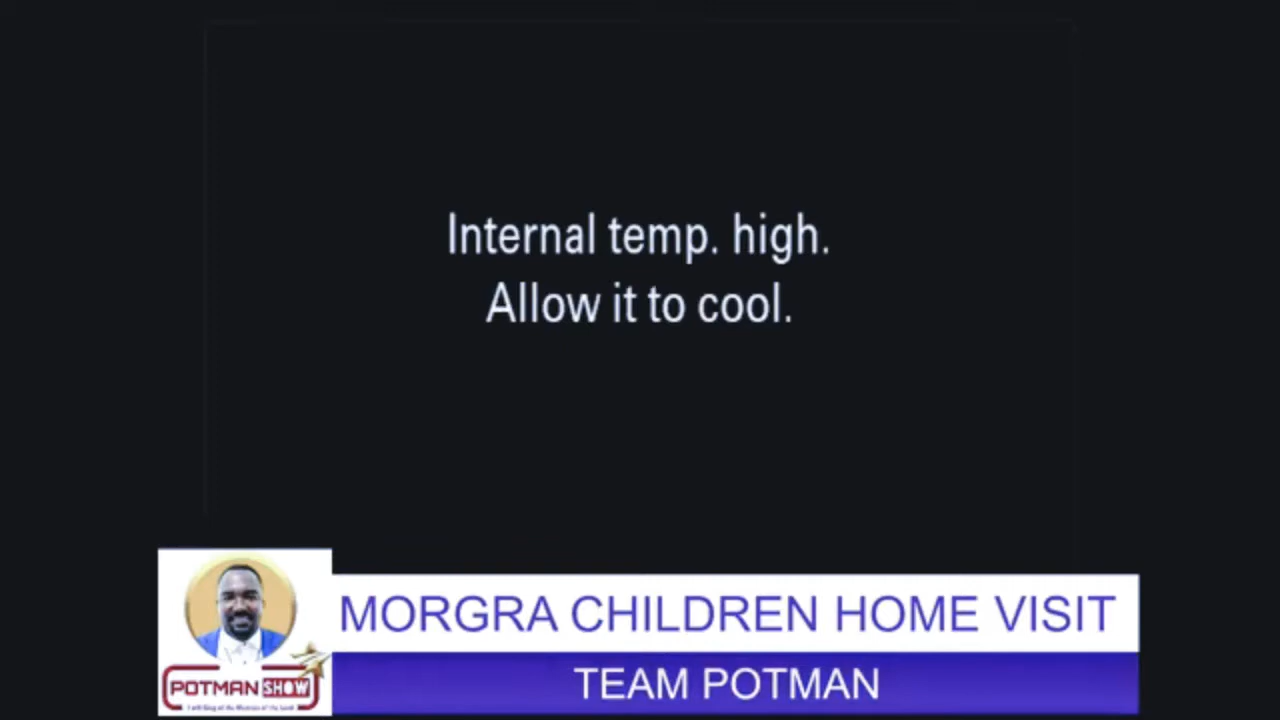 Internal temp. high.
Allow it to cool.
MORGRA CHILDREN HOME VISIT
TEAM POTMAN
POTMAN SHOW